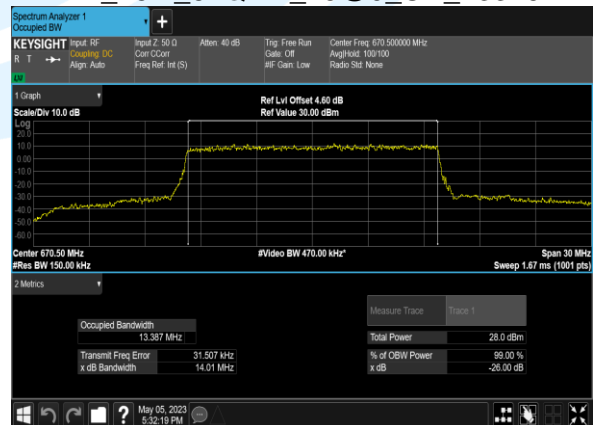 Spectrum Analyzer 1
Occupied BW
KEYSIGHT Input: RF Input Z: 50 Ω Atten: 40 dB Trig: Free Run Center Freq: 670.500000 MHz
R T Coupling: DC Corr CCorr Gate: Off Avg|Hold: 100/100
Align: Auto Freq Ref: Int (S) #IF Gain: Low Radio Std: None
LNI
1 Graph
Ref Lvl Offset 4.60 dB
Scale/Div 10.0 dB Ref Value 30.00 dBm
Log
20.0
10.0
0.00
-10.0
-20.0
-30.0
-40.0
-50.0
-60.0
Center 670.50 MHz #Video BW 470.00 kHz* Span 30 MHz
#Res BW 150.00 kHz Sweep 1.67 ms (1001 pts)
2 Metrics
Measure Trace Trace 1
Occupied Bandwidth
13.387 MHz Total Power 28.0 dBm
Transmit Freq Error 31.507 kHz % of OBW Power 99.00 %
x dB Bandwidth 14.01 MHz x dB -26.00 dB
? May 05, 2023
5:32:19 PM